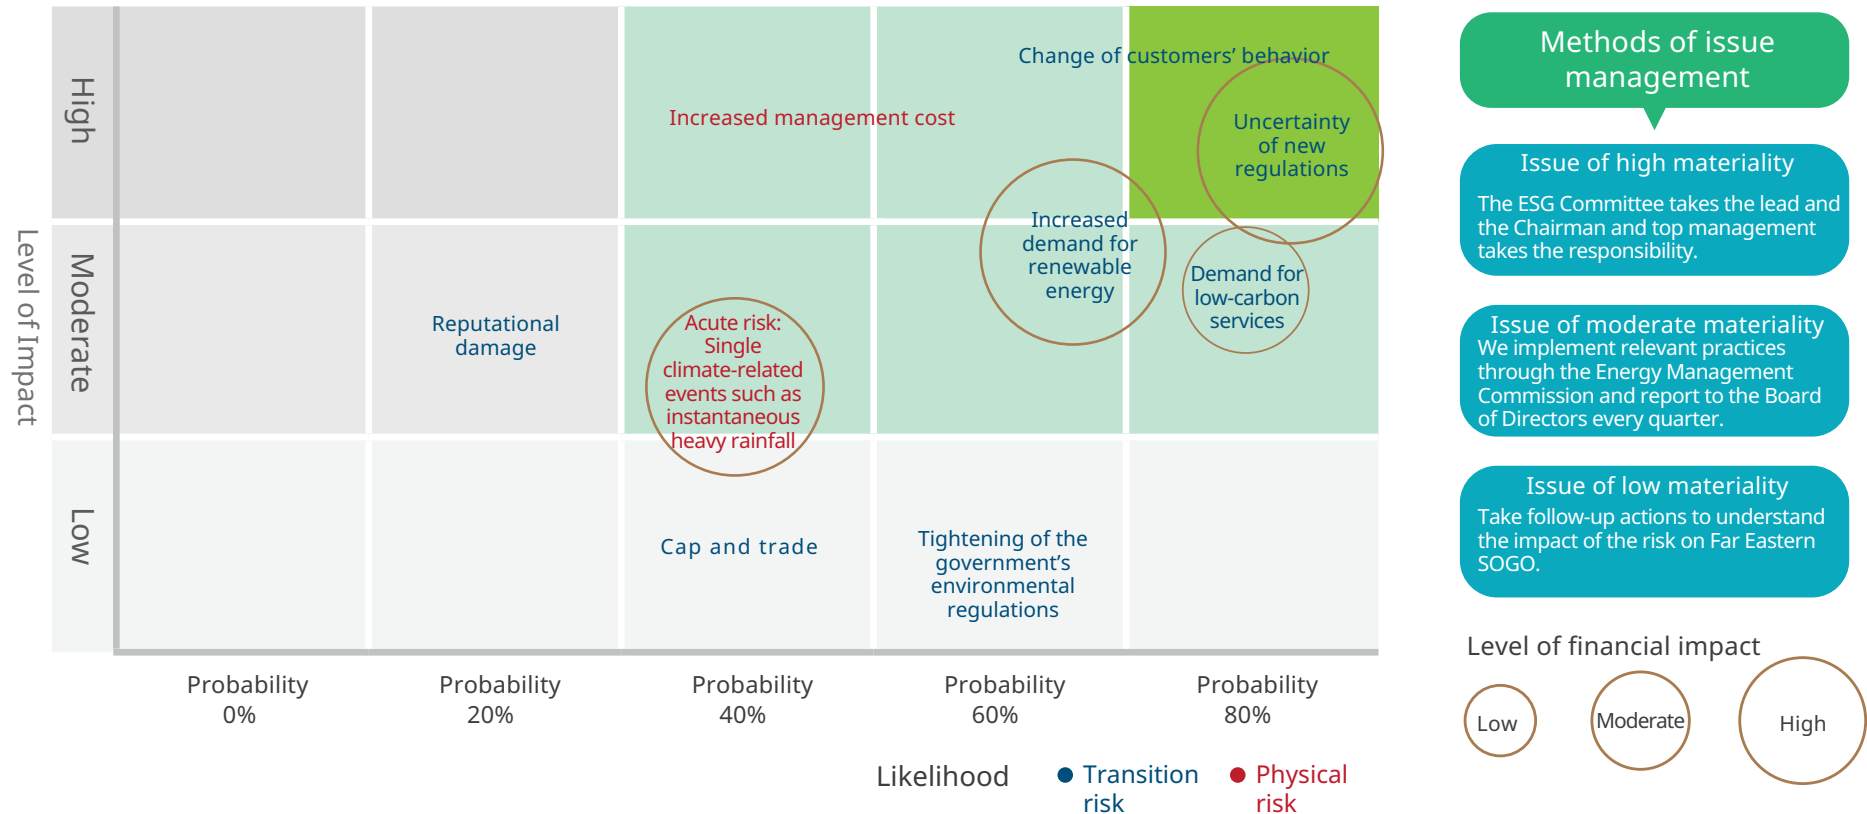 Level of Impact
High
Moderate
Low
Change of customers’ behavior
Increased management cost
Uncertainty
of new
regulations
Increased
demand for
renewable
energy
Demand for
low-carbon
services
Reputational
damage
Acute risk:
Single
climate-related
events such as
instantaneous
heavy rainfall
Cap and trade
Tightening of the
government’s
environmental
regulations
Probability
0%
Probability
20%
Probability
40%
Probability
60%
Probability
80%
Likelihood
Transition
risk
Physical
risk
Methods of issue
management
Issue of high materiality
The ESG Committee takes the lead and
the Chairman and top management
takes the responsibility.
Issue of moderate materiality
We implement relevant practices
through the Energy Management
Commission and report to the Board
of Directors every quarter.
Issue of low materiality
Take follow-up actions to understand
the impact of the risk on Far Eastern
SOGO.
Level of financial impact
Low
Moderate
High